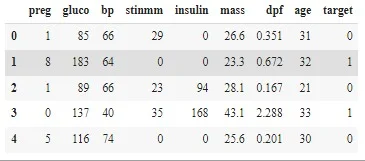 preg gluco bp stinmm insulin mass dpf age target
0 1 85 66 29 0 26.6 0.351 31 0
1 8 183 64 0 0 23.3 0.672 32 1
2 1 89 66 23 94 28.1 0.167 21 0
3 0 137 40 35 168 43.1 2.288 33 1
4 5 116 74 0 0 25.6 0.201 30 0